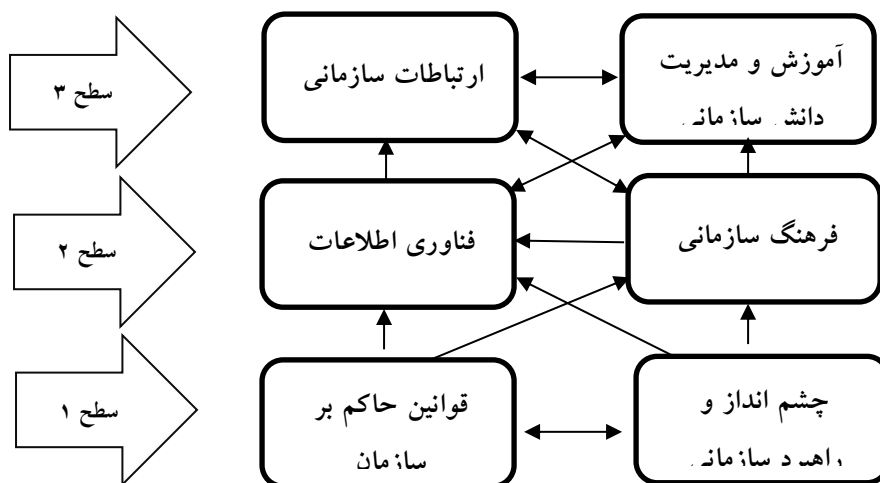 آموزش و مدیریت
دانش سازمانی
ارتباطات سازمانی
سطح ۳
فرهنگ سازمانی
فناوری اطلاعات
سطح ۲
چشم انداز و
راهبرد سازمانی
قوانین حاکم بر
سازمان
سطح ۱